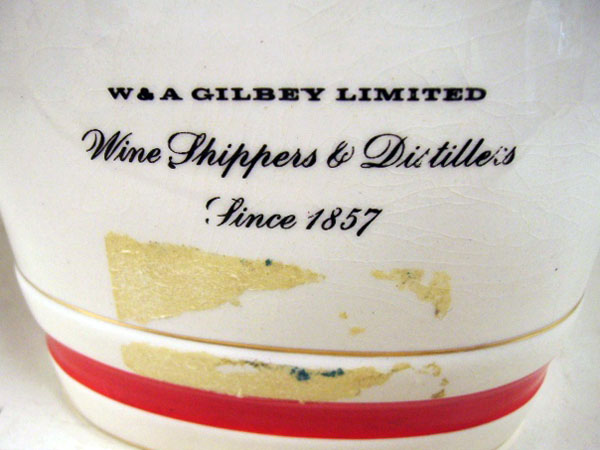 W & A GILBEY LIMITED
Wine Shippers & Distillers
Since 1857